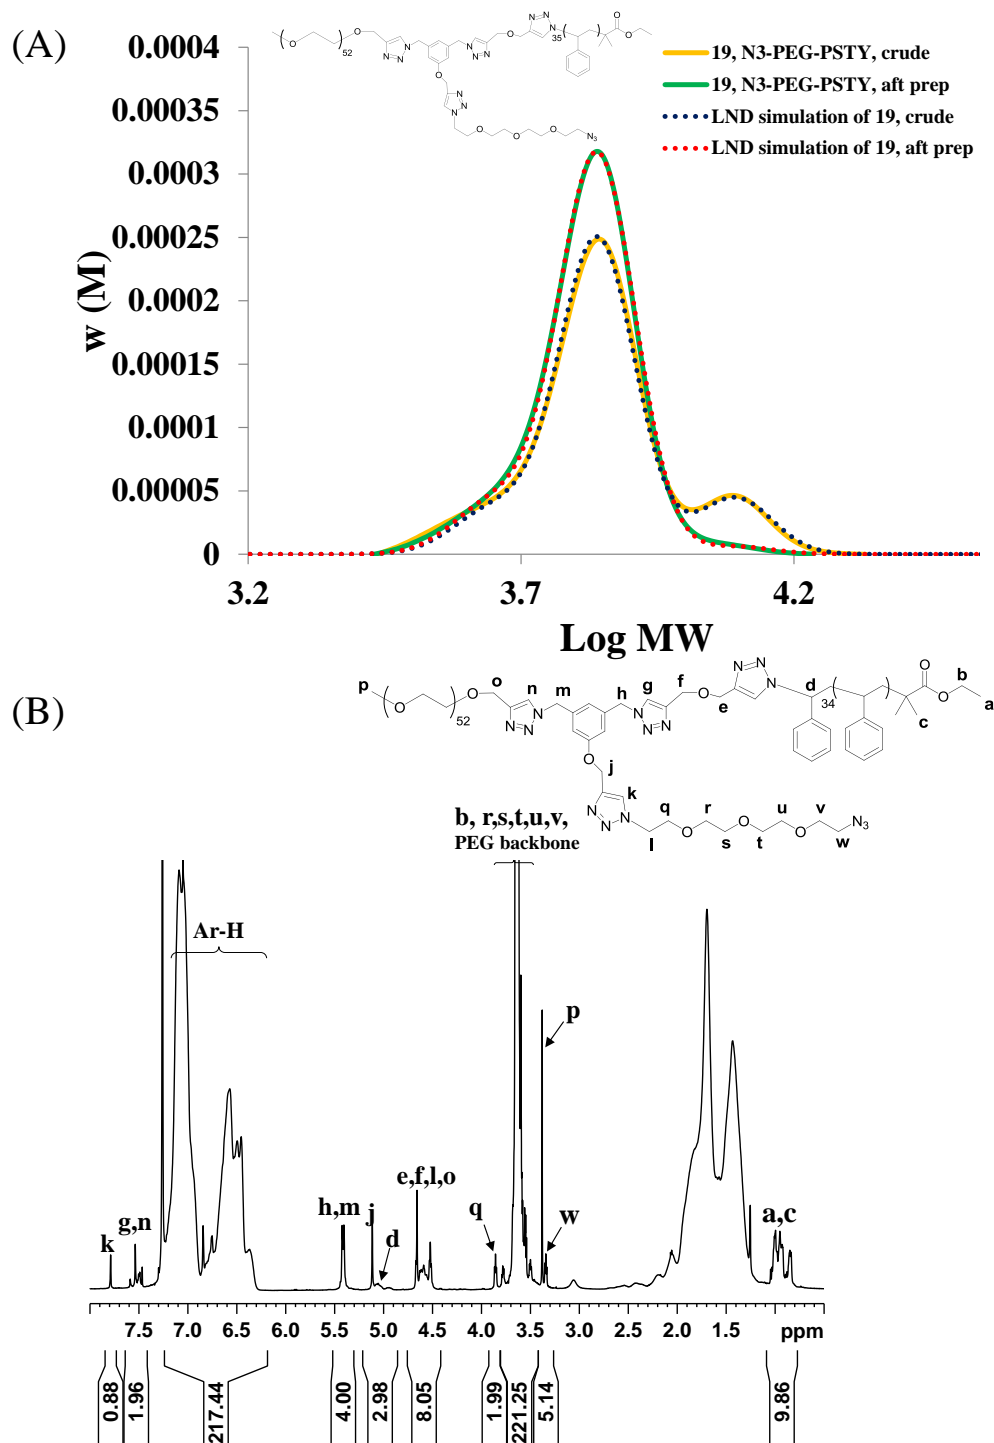 (A)
0.0004
0.00035
0.0003
0.00025
0.0002
0.00015
0.0001
0.00005
0
w (M)
3.2 3.7 4.2
Log MW
O O 52 N N=N N N=N O N=N N 35 O O
O
N N=N
O O O N3
19, N3-PEG-PSTY, crude
19, N3-PEG-PSTY, aft prep
LND simulation of 19, crude
LND simulation of 19, aft prep
(B)
p o n m h g f e d c b a
O O 52 N N=N N N=N O N=N N 34 O O
O j
k
N N=N
l q O r s O t u O v w N3
b, r,s,t,u,v,
PEG backbone
Ar-H
k
g,n
h,m
j
d
e,f,l,o
q
p
w
a,c
7.5 7.0 6.5 6.0 5.5 5.0 4.5 4.0 3.5 3.0 2.5 2.0 1.5 ppm
0.88 1.96 217.44 4.00 2.98 8.05 1.99 221.25 5.14 9.86